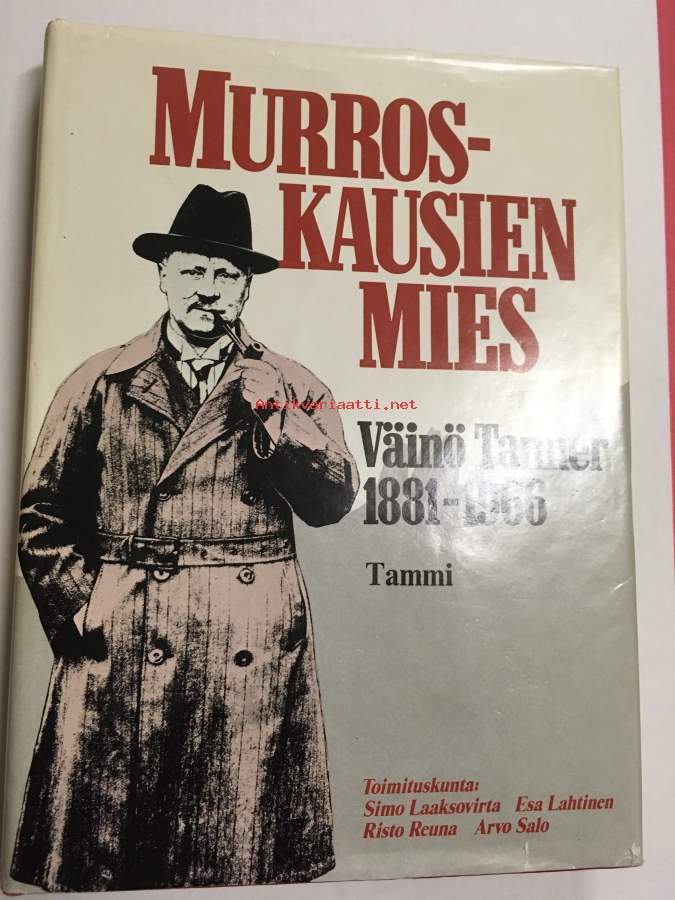 MURROS-
KAUSIEN
MIES
Antikvariaatti.net
Väinö Tanner
1881-1966
Tammi
Toimituskunta:
Simo Laaksovirta Esa Lahtinen
Risto Reuna Arvo Salo